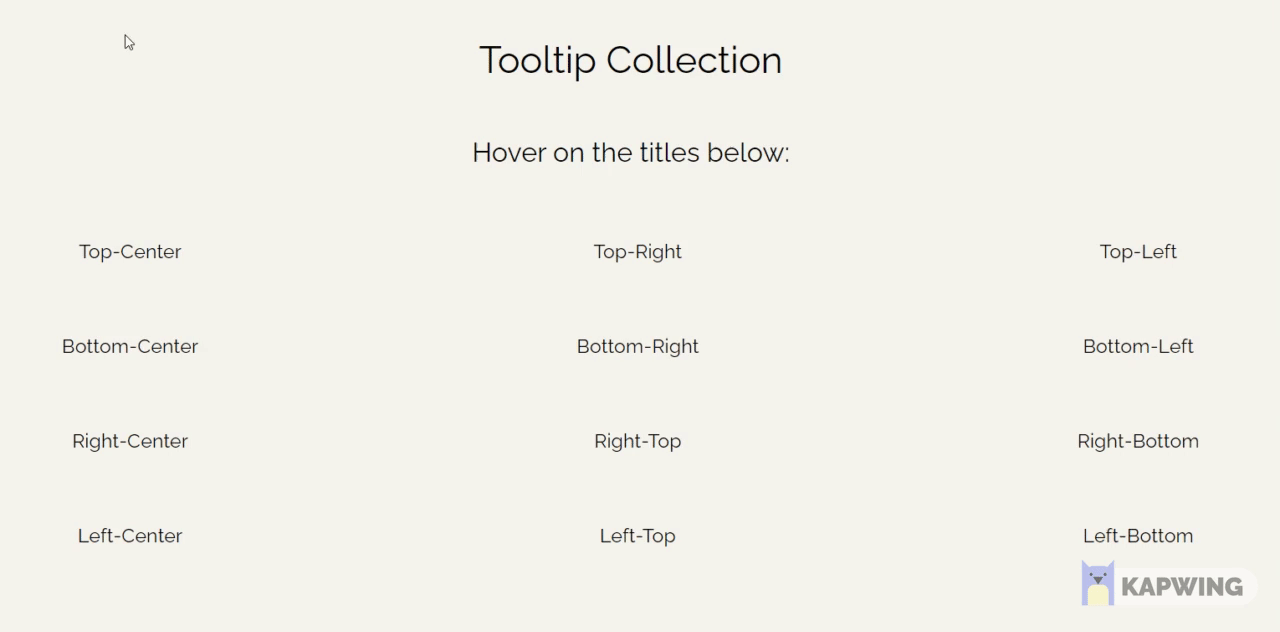 Tooltip Collection
Hover on the titles below:
Top-Center Top-Right Top-Left
Bottom-Center Bottom-Right Bottom-Left
Right-Center Right-Top Right-Bottom
Left-Center Left-Top Left-Bottom
KAPWING